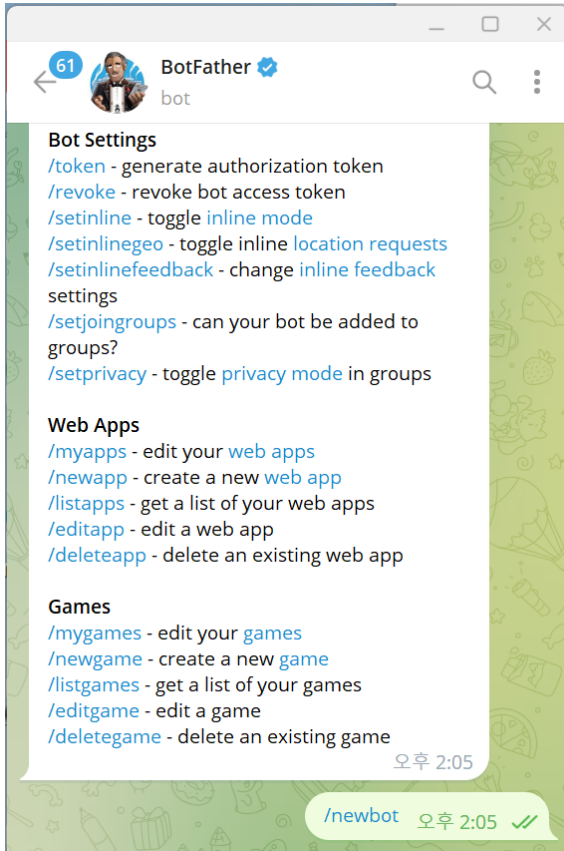 61
BotFather
bot
Bot Settings
/token - generate authorization token
/revoke - revoke bot access token
/setinline - toggle inline mode
/setinlinegeo - toggle inline location requests
/setinlinefeedback - change inline feedback
settings
/setjoingroups - can your bot be added to
groups?
/setprivacy - toggle privacy mode in groups
Web Apps
/myapps - edit your web apps
/newapp - create a new web app
/listapps - get a list of your web apps
/editapp - edit a web app
/deleteapp - delete an existing web app
Games
/mygames - edit your games
/newgame - create a new game
/listgames - get a list of your games
/editgame - edit a game
/deletegame - delete an existing game
오후 2:05
/newbot 오후 2:05